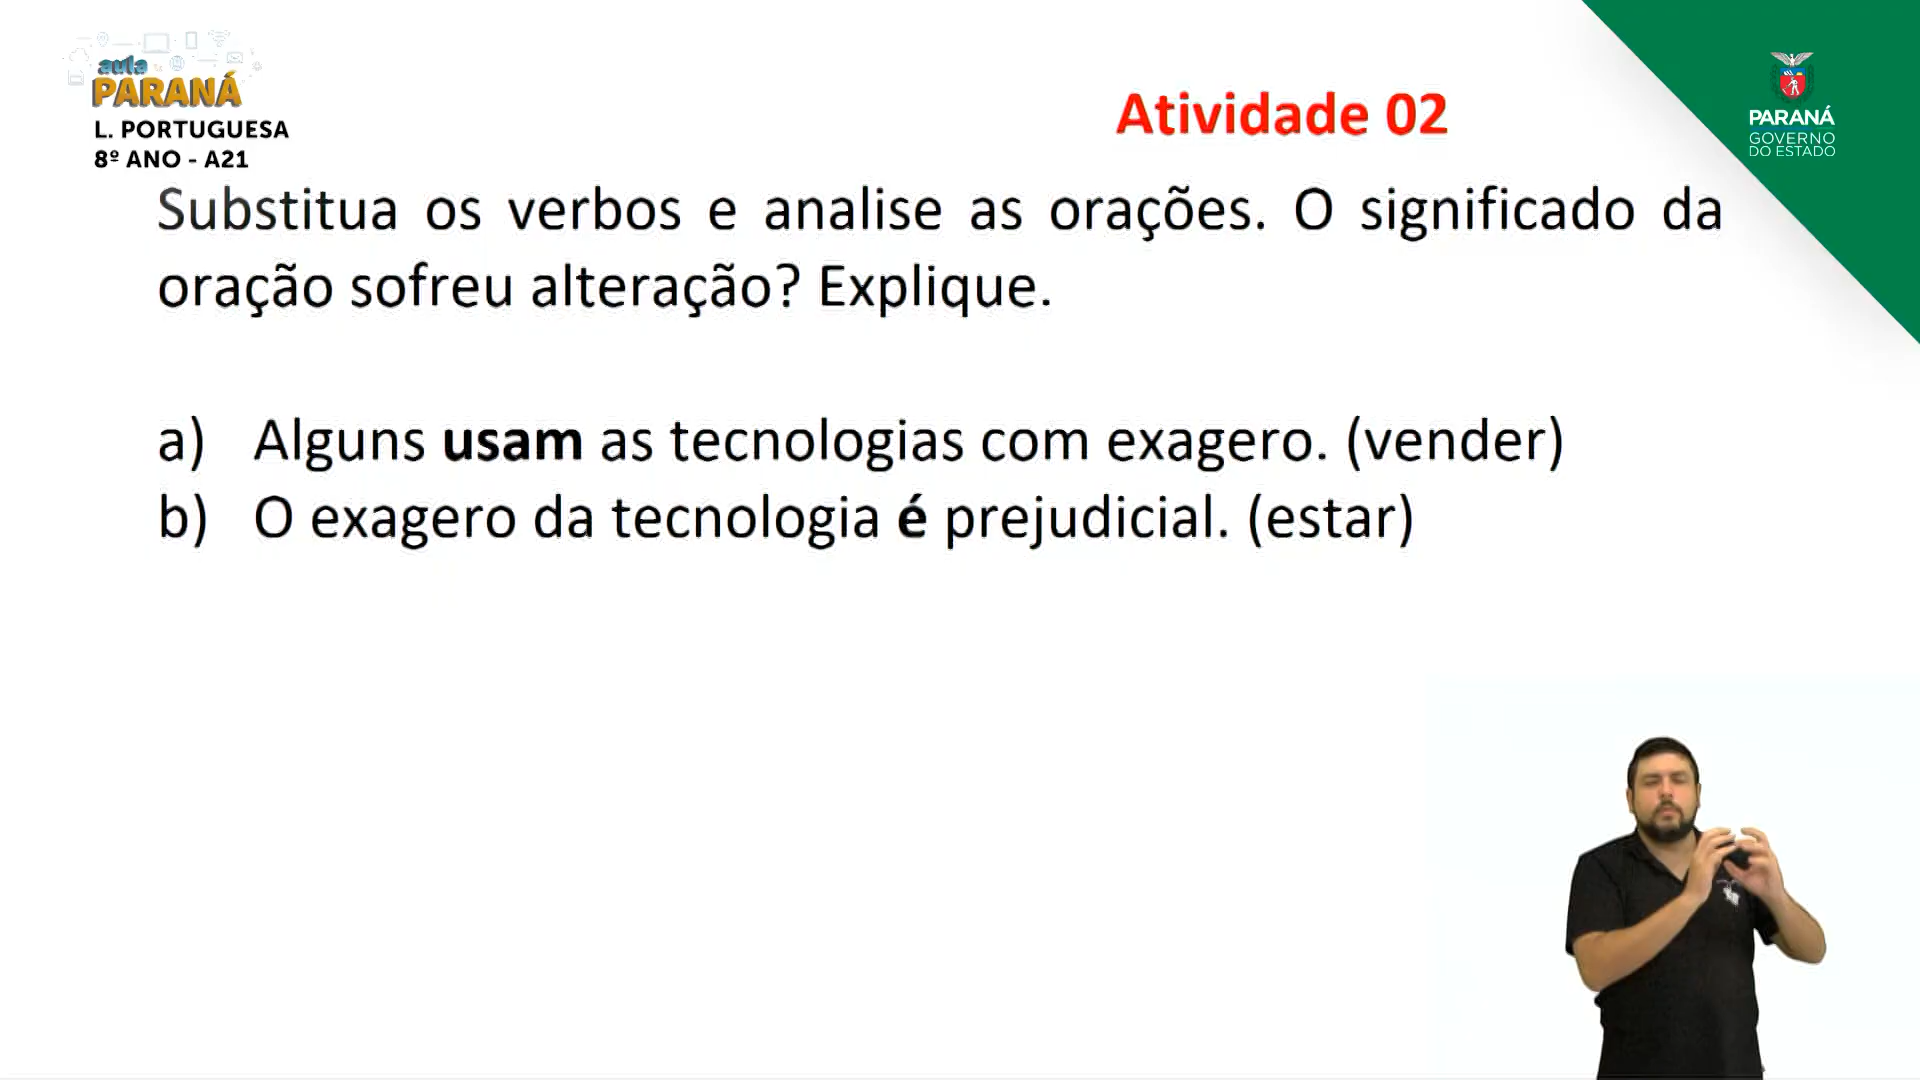 aula
PARANÁ
L. PORTUGUESA
8º ANO - A21
Atividade 02
PARANÁ
GOVERNO
DO ESTADO
Substitua os verbos e analise as orações. O significado da
oração sofreu alteração? Explique.
a) Alguns usam as tecnologias com exagero. (vender)
b) O exagero da tecnologia é prejudicial. (estar)